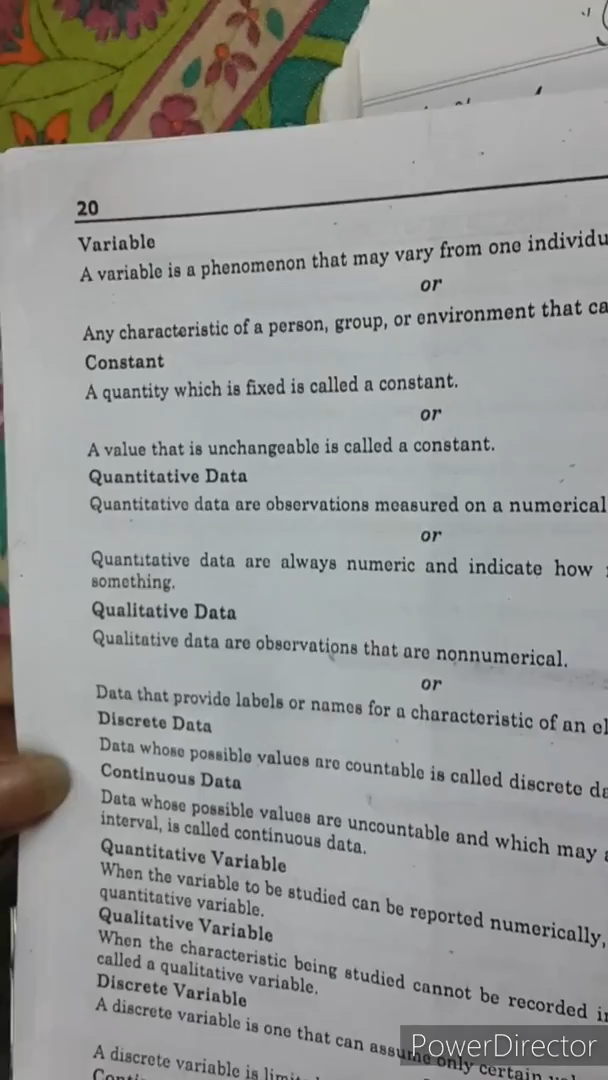 20
Variable
A variable is a phenomenon that may vary from one individu
or
Any characteristic of a person, group, or environment that ca
Constant
A quantity which is fixed is called a constant.
or
A value that is unchangeable is called a constant.
Quantitative Data
Quantitative data are observations measured on a numerical
or
Quantitative data are always numeric and indicate how
something.
Qualitative Data
Qualitative data are observations that are nonnumerical.
or
Data that provide labels or names for a characteristic of an el
Discrete Data
Data whose possible values are countable is called discrete da
Continuous Data
Data whose possible values are uncountable and which may a
interval, is called continuous data.
Quantitative Variable
When the variable to be studied can be reported numerically,
quantitative variable.
Qualitative Variable
When the characteristic being studied cannot be recorded in
called a qualitative variable.
Discrete Variable
A discrete variable is one that can assume only certain
A discrete variable is
PowerDirector